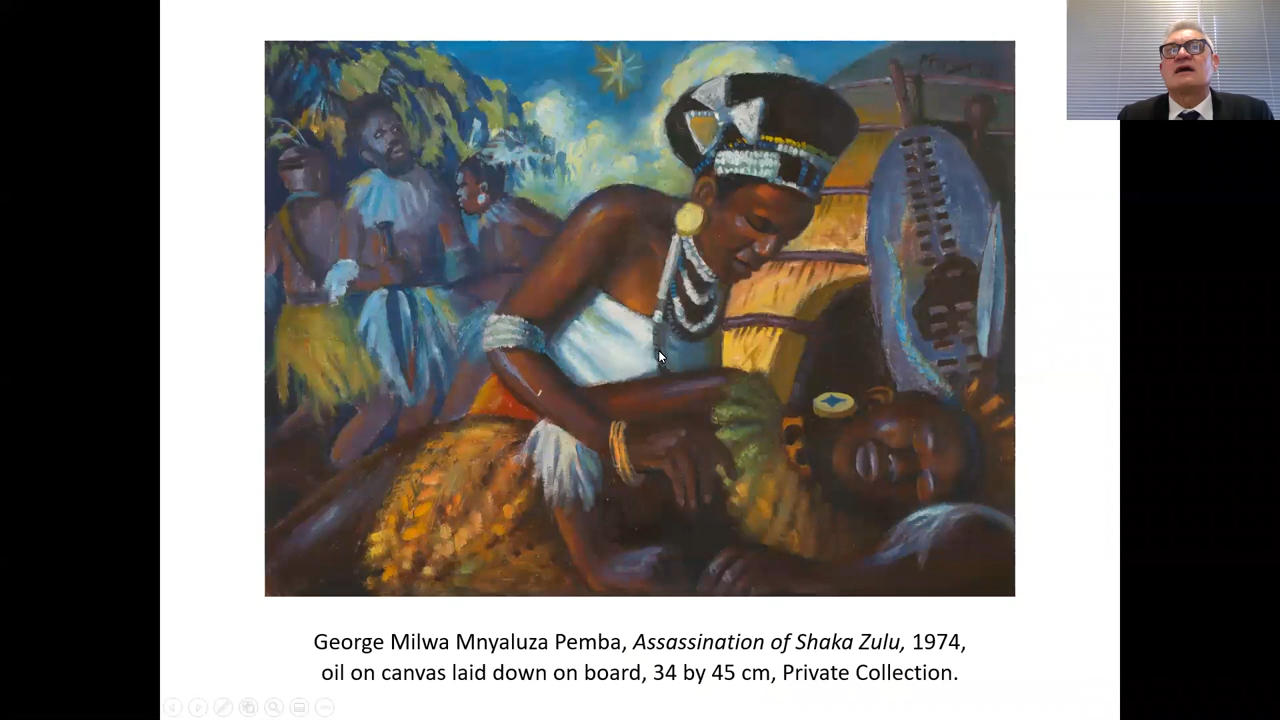 George Milwa Mnyaluza Pemba, Assassination of Shaka Zulu, 1974,
oil on canvas laid down on board, 34 by 45 cm, Private Collection.